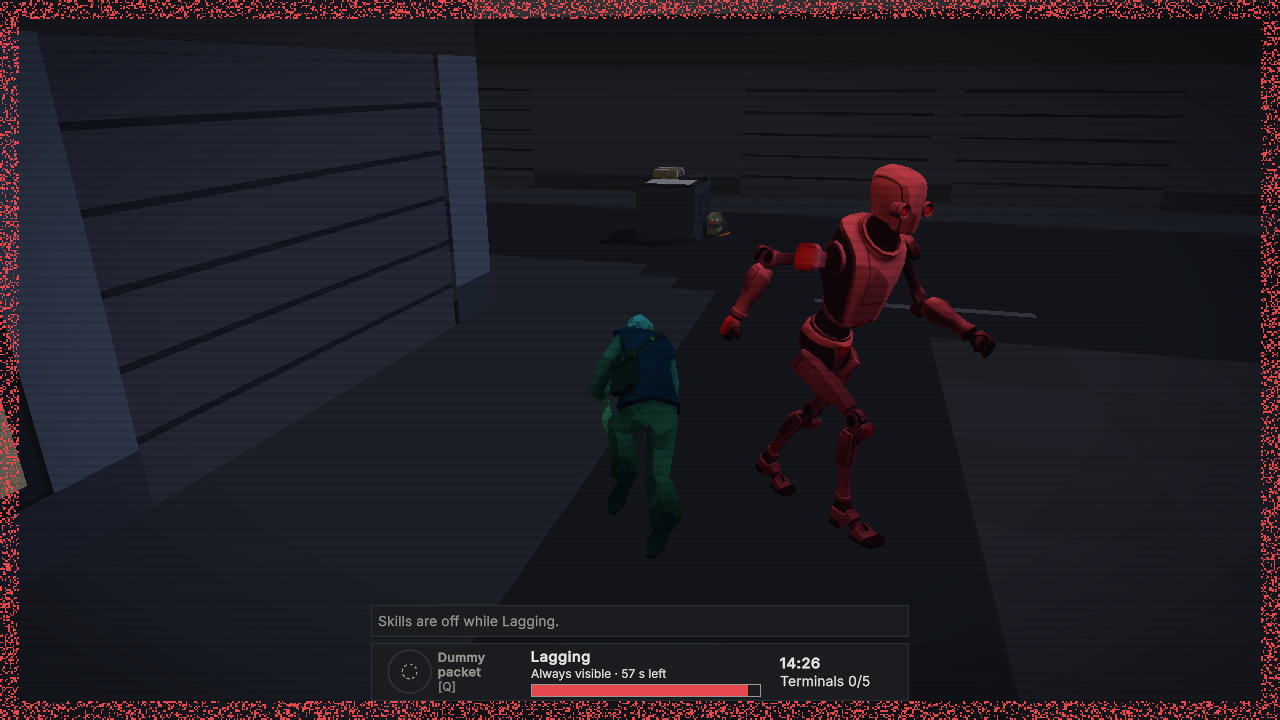 Skills are off while Lagging.
Dummy
packet
[Q]
Lagging
Always visible · 57 s left
14:26
Terminals 0/5